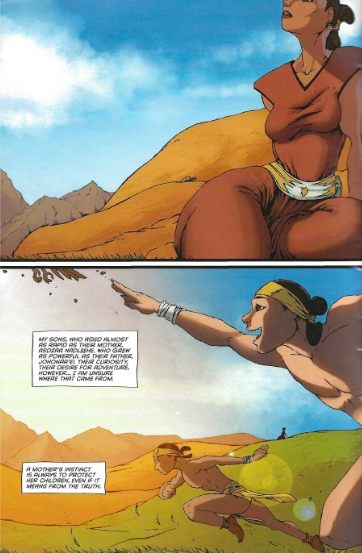 MY SONS, WHO AGED ALMOST
AS RAPID AS THEIR MOTHER,
ASDZAA NADLEEHE, WHO GREW
AS POWERFUL AS THEIR FATHER,
JOHONAA'EI. THEIR CURIOSITY,
THEIR DESIRE FOR ADVENTURE,
HOWEVER... I AM UNSURE
WHERE THAT CAME FROM.
A MOTHER'S INSTINCT
IS ALWAYS TO PROTECT
HER CHILDREN, EVEN IF IT
MEANS FROM THE TRUTH.